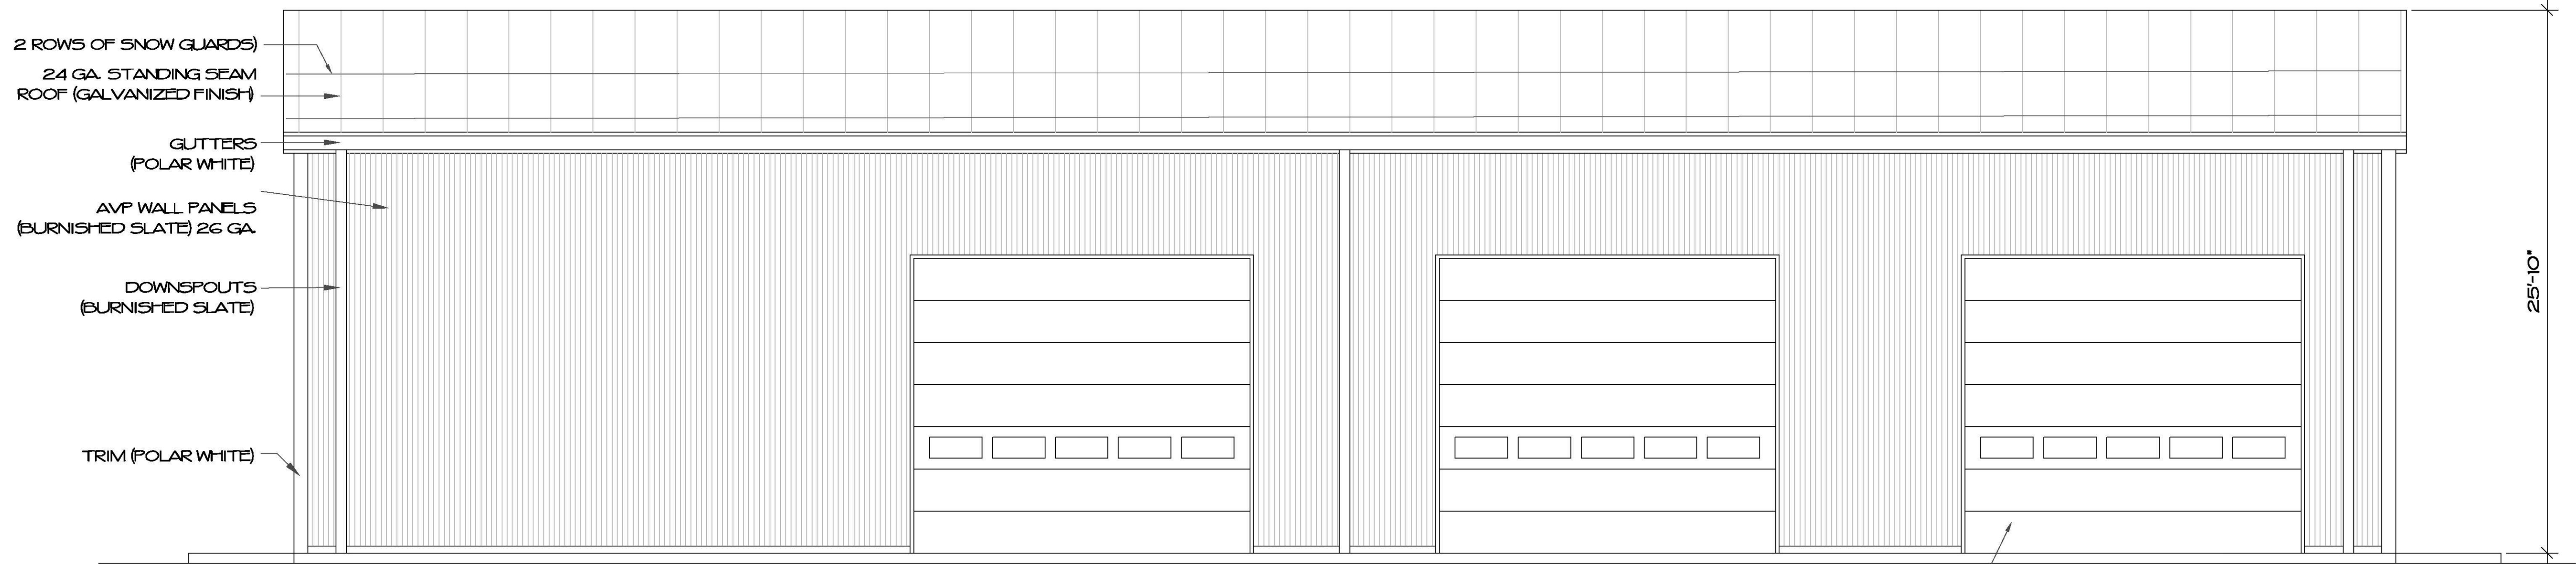 2 ROWS OF SNOW GUARDS)
24 GA. STANDING SEAM
ROOF (GALVANIZED FINISH)
GUTTERS
(POLAR WHITE)
AVP WALL PANELS
(BURNISHED SLATE) 26 GA.
DOWNSPOUTS
(BURNISHED SLATE)
TRIM (POLAR WHITE)
25'-10"